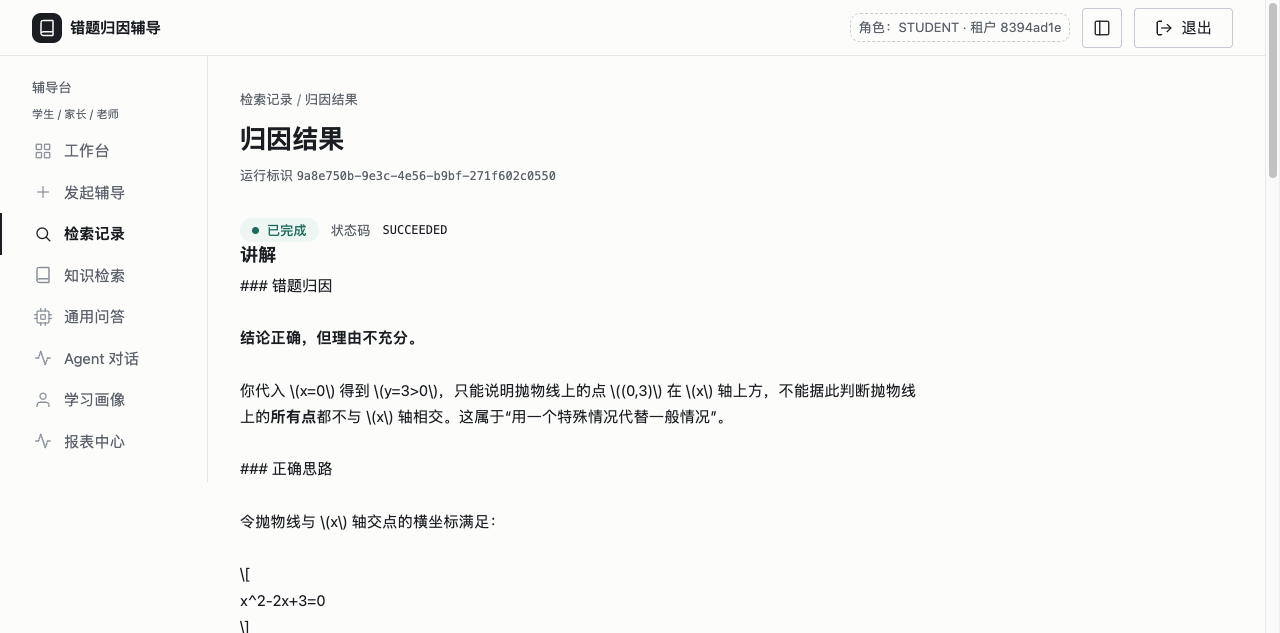 错题归因辅导
角色：STUDENT · 租户 8394ad1e
退出
辅导台
学生 / 家长 / 老师
工作台
发起辅导
检索记录
知识检索
通用问答
Agent 对话
学习画像
报表中心
检索记录 / 归因结果
归因结果
运行标识 9a8e750b-9e3c-4e56-b9bf-271f602c0550
已完成 状态码 SUCCEEDED
讲解
### 错题归因
结论正确，但理由不充分。
你代入 \(x=0\) 得到 \(y=3>0\)，只能说明抛物线上的点 \((0,3)\) 在 \(x\) 轴上方，不能据此判断抛物线
上的所有点都不与 \(x\) 轴相交。这属于“用一个特殊情况代替一般情况”。
### 正确思路
令抛物线与 \(x\) 轴交点的横坐标满足：
\[
x^2-2x+3=0
\]